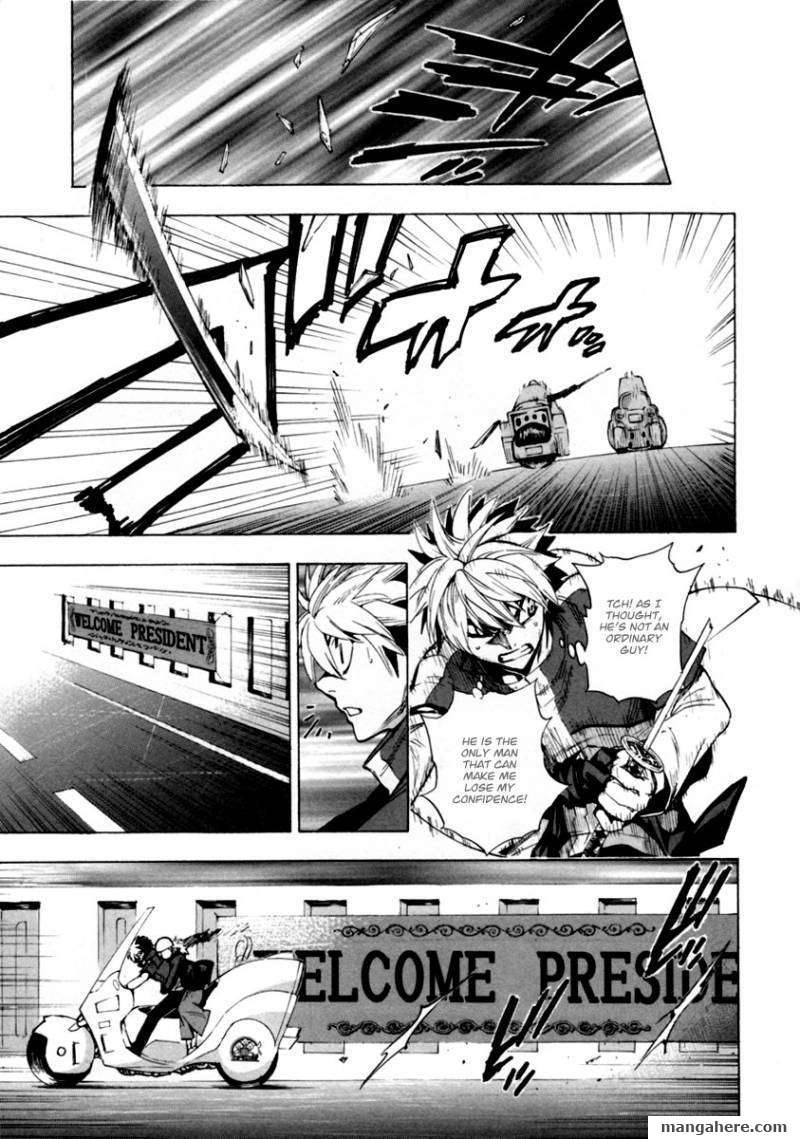 TCH! AS I
THOUGHT,
HE'S NOT AN
ORDINARY
GUY!
HE IS THE
ONLY MAN
THAT CAN
MAKE ME
LOSE MY
CONFIDENCE!
WELCOME PRESIDENT
WELCOME PRESIDE
mangahere.com